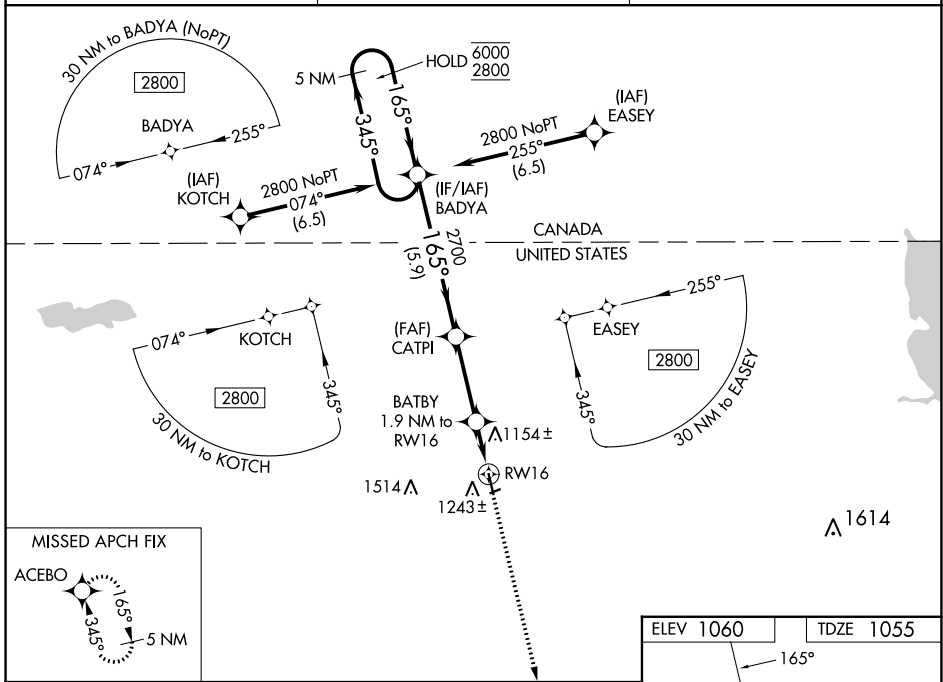 30 NM to BADYA (NoPT)
2800
BADYA
074°
255°
5 NM
HOLD 6000
2800
345°
165°
(IAF)
EASEY
2800 NoPT
255°
(6.5)
(IAF)
KOTCH
2800 NoPT
074°
(6.5)
(IF/IAF)
BADYA
CANADA
UNITED STATES
2700
165°
(5.9)
(FAF)
CATPI
074°
KOTCH
345°
2800
30 NM to KOTCH
255°
EASEY
345°
2800
30 NM to EASEY
BATBY
1.9 NM to
RW16
1154±
RW16
1514
1243±
1614
MISSED APCH FIX
ACEBO
165°
345°
5 NM
ELEV 1060
TDZE 1055
165°